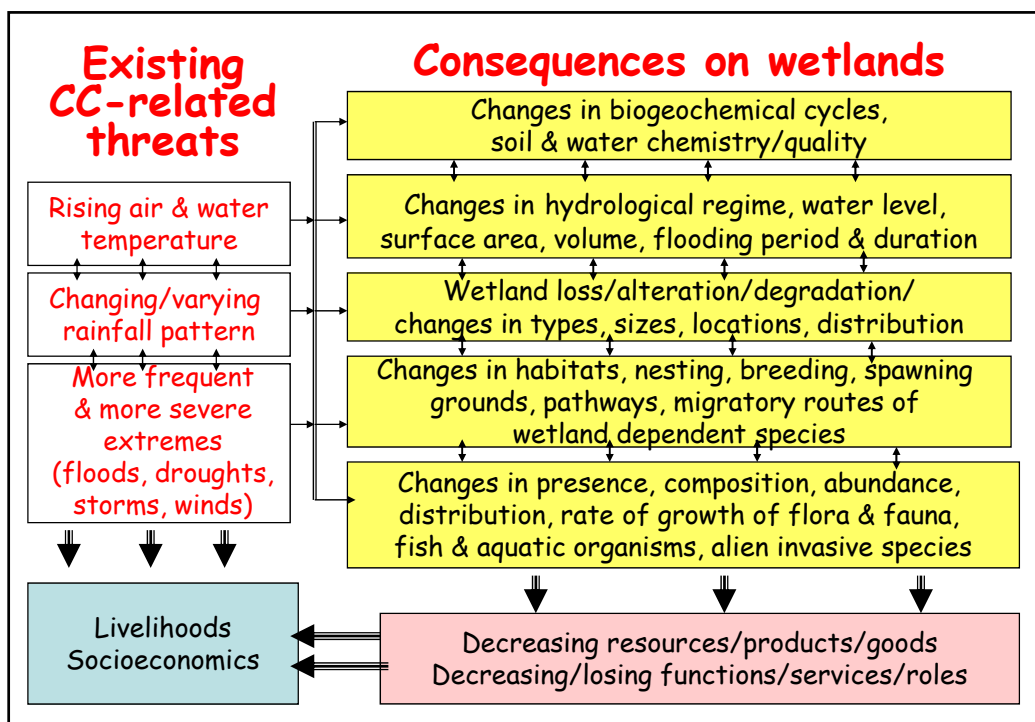 Existing
CC-related
threats
Rising air & water
temperature
Changing/varying
rainfall pattern
More frequent
& more severe
extremes
(floods, droughts,
storms, winds)
Livelihoods
Socioeconomics
Consequences on wetlands
Changes in biogeochemical cycles,
soil & water chemistry/quality
Changes in hydrological regime, water level,
surface area, volume, flooding period & duration
Wetland loss/alteration/degradation/
changes in types, sizes, locations, distribution
Changes in habitats, nesting, breeding, spawning
grounds, pathways, migratory routes of
wetland dependent species
Changes in presence, composition, abundance,
distribution, rate of growth of flora & fauna,
fish & aquatic organisms, alien invasive species
Decreasing resources/products/goods
Decreasing/losing functions/services/roles